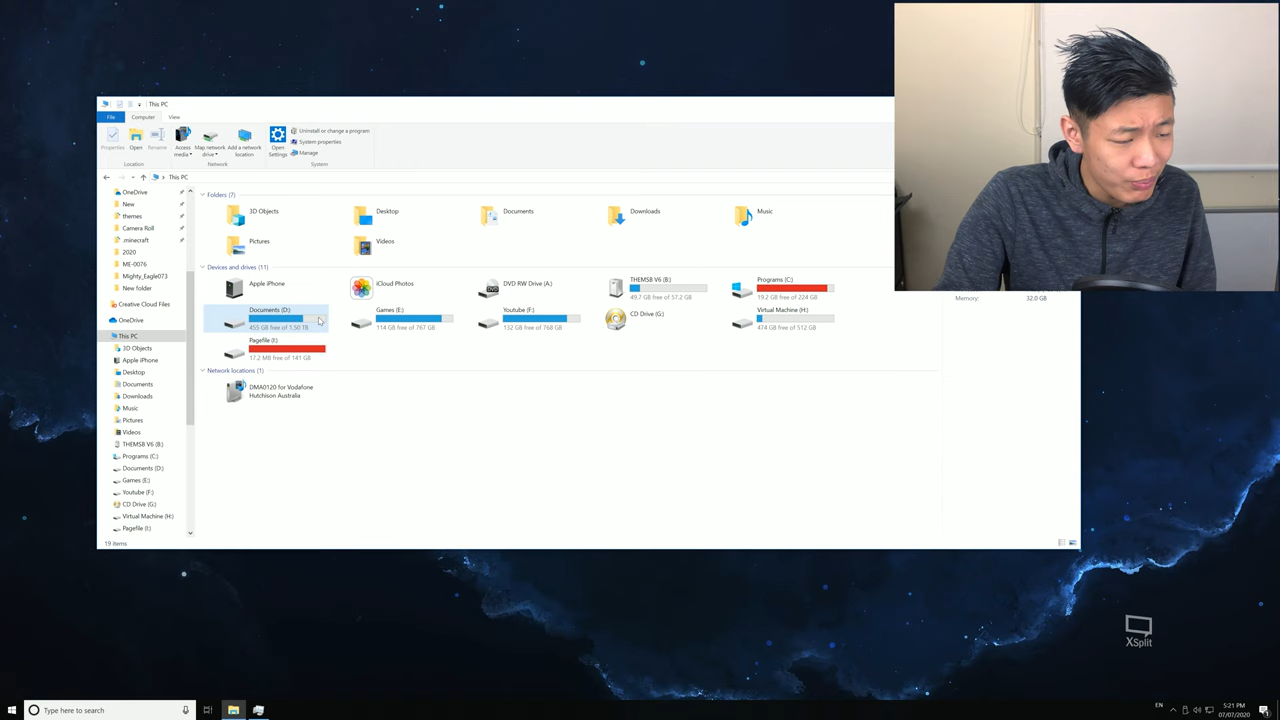 This PC
File
Computer
View
Properties
Open
Rename
Access media
Map network drive
Add a network location
Open Settings
Uninstall or change a program
System properties
Manage
Location
Network
System
This PC
OneDrive
New
themes
Camera Roll
.minecraft
2020
ME-0076
Mighty_Eagle073
New folder
Creative Cloud Files
OneDrive
This PC
3D Objects
Apple iPhone
Desktop
Documents
Downloads
Music
Pictures
Videos
THEMSB V6 (B:)
Programs (C:)
Documents (D:)
Games (E:)
Youtube (F:)
CD Drive (G:)
Virtual Machine (H:)
Pagefile (I:)
Folders (7)
3D Objects
Desktop
Documents
Downloads
Music
Pictures
Videos
Devices and drives (11)
Apple iPhone
iCloud Photos
DVD RW Drive (A:)
THEMSB V6 (B:)
49.7 GB free of 57.2 GB
Programs (C:)
19.2 GB free of 224 GB
Documents (D:)
455 GB free of 1.50 TB
Games (E:)
114 GB free of 767 GB
Youtube (F:)
132 GB free of 768 GB
CD Drive (G:)
Virtual Machine (H:)
474 GB free of 512 GB
Pagefile (I:)
17.2 MB free of 141 GB
Network locations (1)
DMA0120 for Vodafone
Hutchison Australia
Memory: 32.0 GB
19 items
XSplit
Type here to search
EN
5:21 PM
07/07/2020